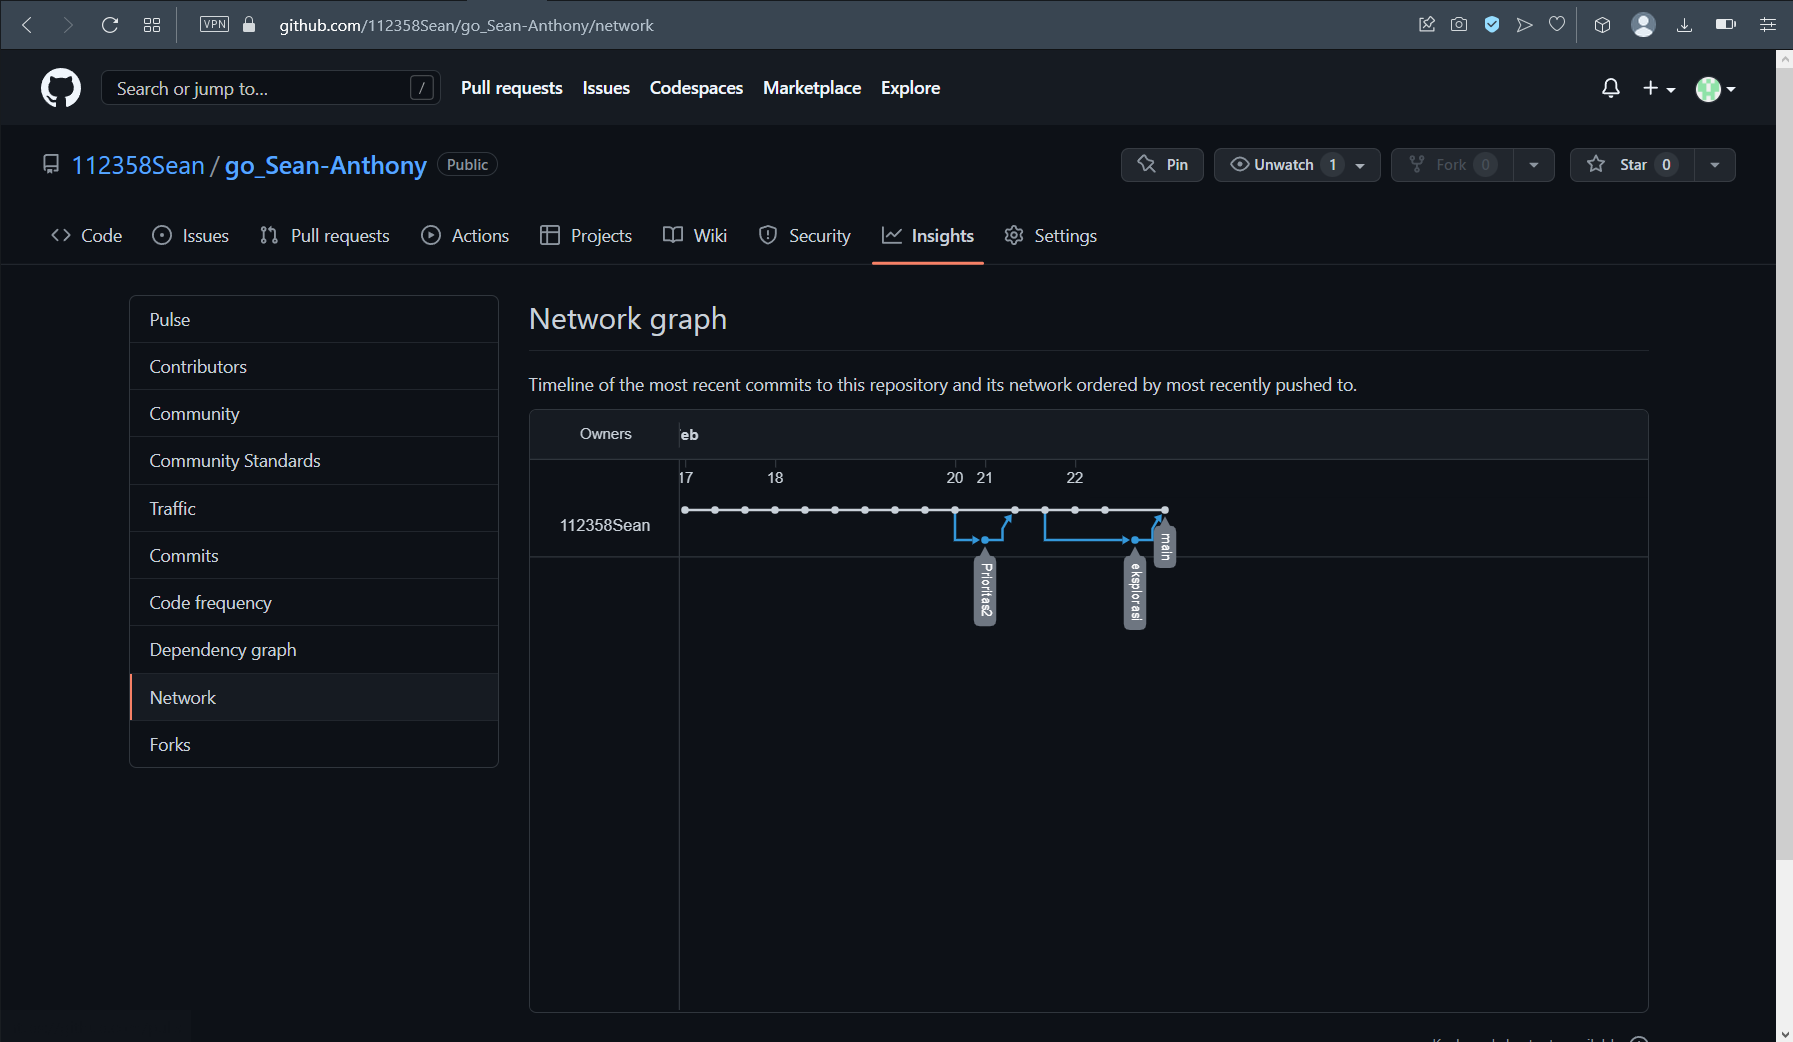 VPN github.com/112358Sean/go_Sean-Anthony/network
Search or jump to... / Pull requests Issues Codespaces Marketplace Explore
112358Sean / go_Sean-Anthony Public Pin Unwatch 1 Fork 0 Star 0
Code Issues Pull requests Actions Projects Wiki Security Insights Settings
Pulse
Contributors
Community
Community Standards
Traffic
Commits
Code frequency
Dependency graph
Network
Forks
Network graph
Timeline of the most recent commits to this repository and its network ordered by most recently pushed to.
Owners eb
17 18 20 21 22
112358Sean
main
Prioritas2
eksplorasi